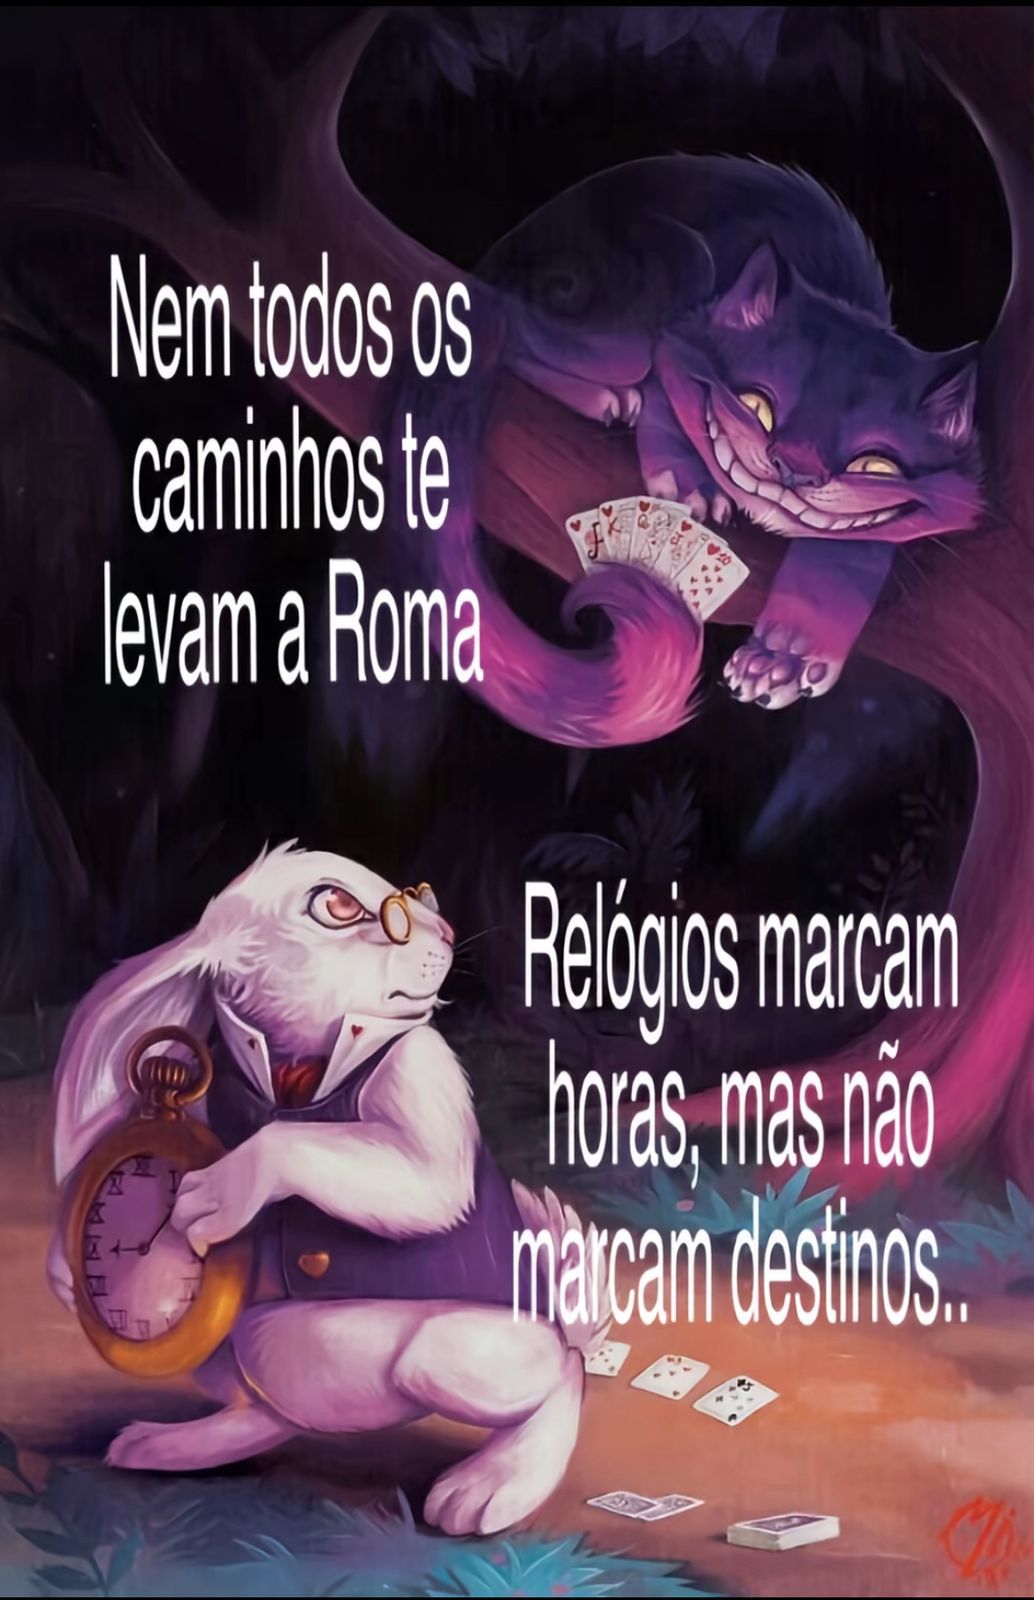 Nem todos os
caminhos te
levam a Roma
Relógios marcam
horas, mas não
marcam destinos..